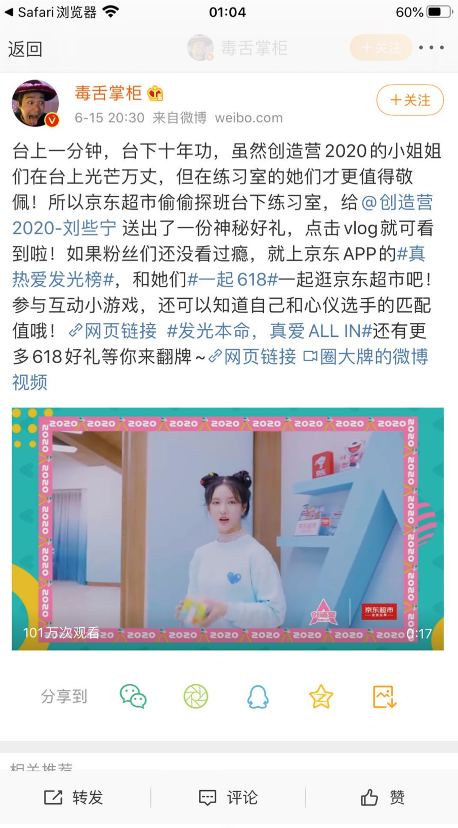 Safari浏览器
01:04
60%
返回
毒舌掌柜
＋关注
毒舌掌柜
6-15 20:30 来自微博 weibo.com
＋关注
台上一分钟，台下十年功，虽然创造营2020的小姐姐
们在台上光芒万丈，但在练习室的她们才更值得敬
佩！所以京东超市偷偷探班台下练习室，给@创造营
2020-刘些宁 送出了一份神秘好礼，点击vlog就可看
到啦！如果粉丝们还没看过瘾，就上京东APP的#真
热爱发光榜#，和她们#一起618#一起逛京东超市吧！
参与互动小游戏，还可以知道自己和心仪选手的匹配
值哦！网页链接 #发光本命，真爱ALL IN#还有更
多618好礼等你来翻牌~网页链接 圈大牌的微博
视频
2020 2020 2020 2020 2020 2020 2020
京东超市
101万次观看
0:17
分享到
相关推荐
转发
评论
赞